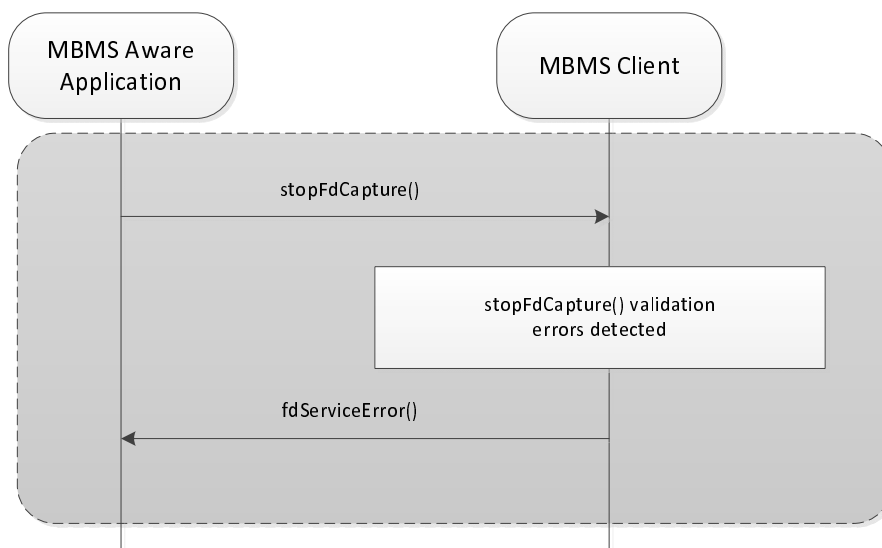 MBMS Aware
Application
MBMS Client
stopFdCapture()
stopFdCapture() validation
errors detected
fdServiceError()